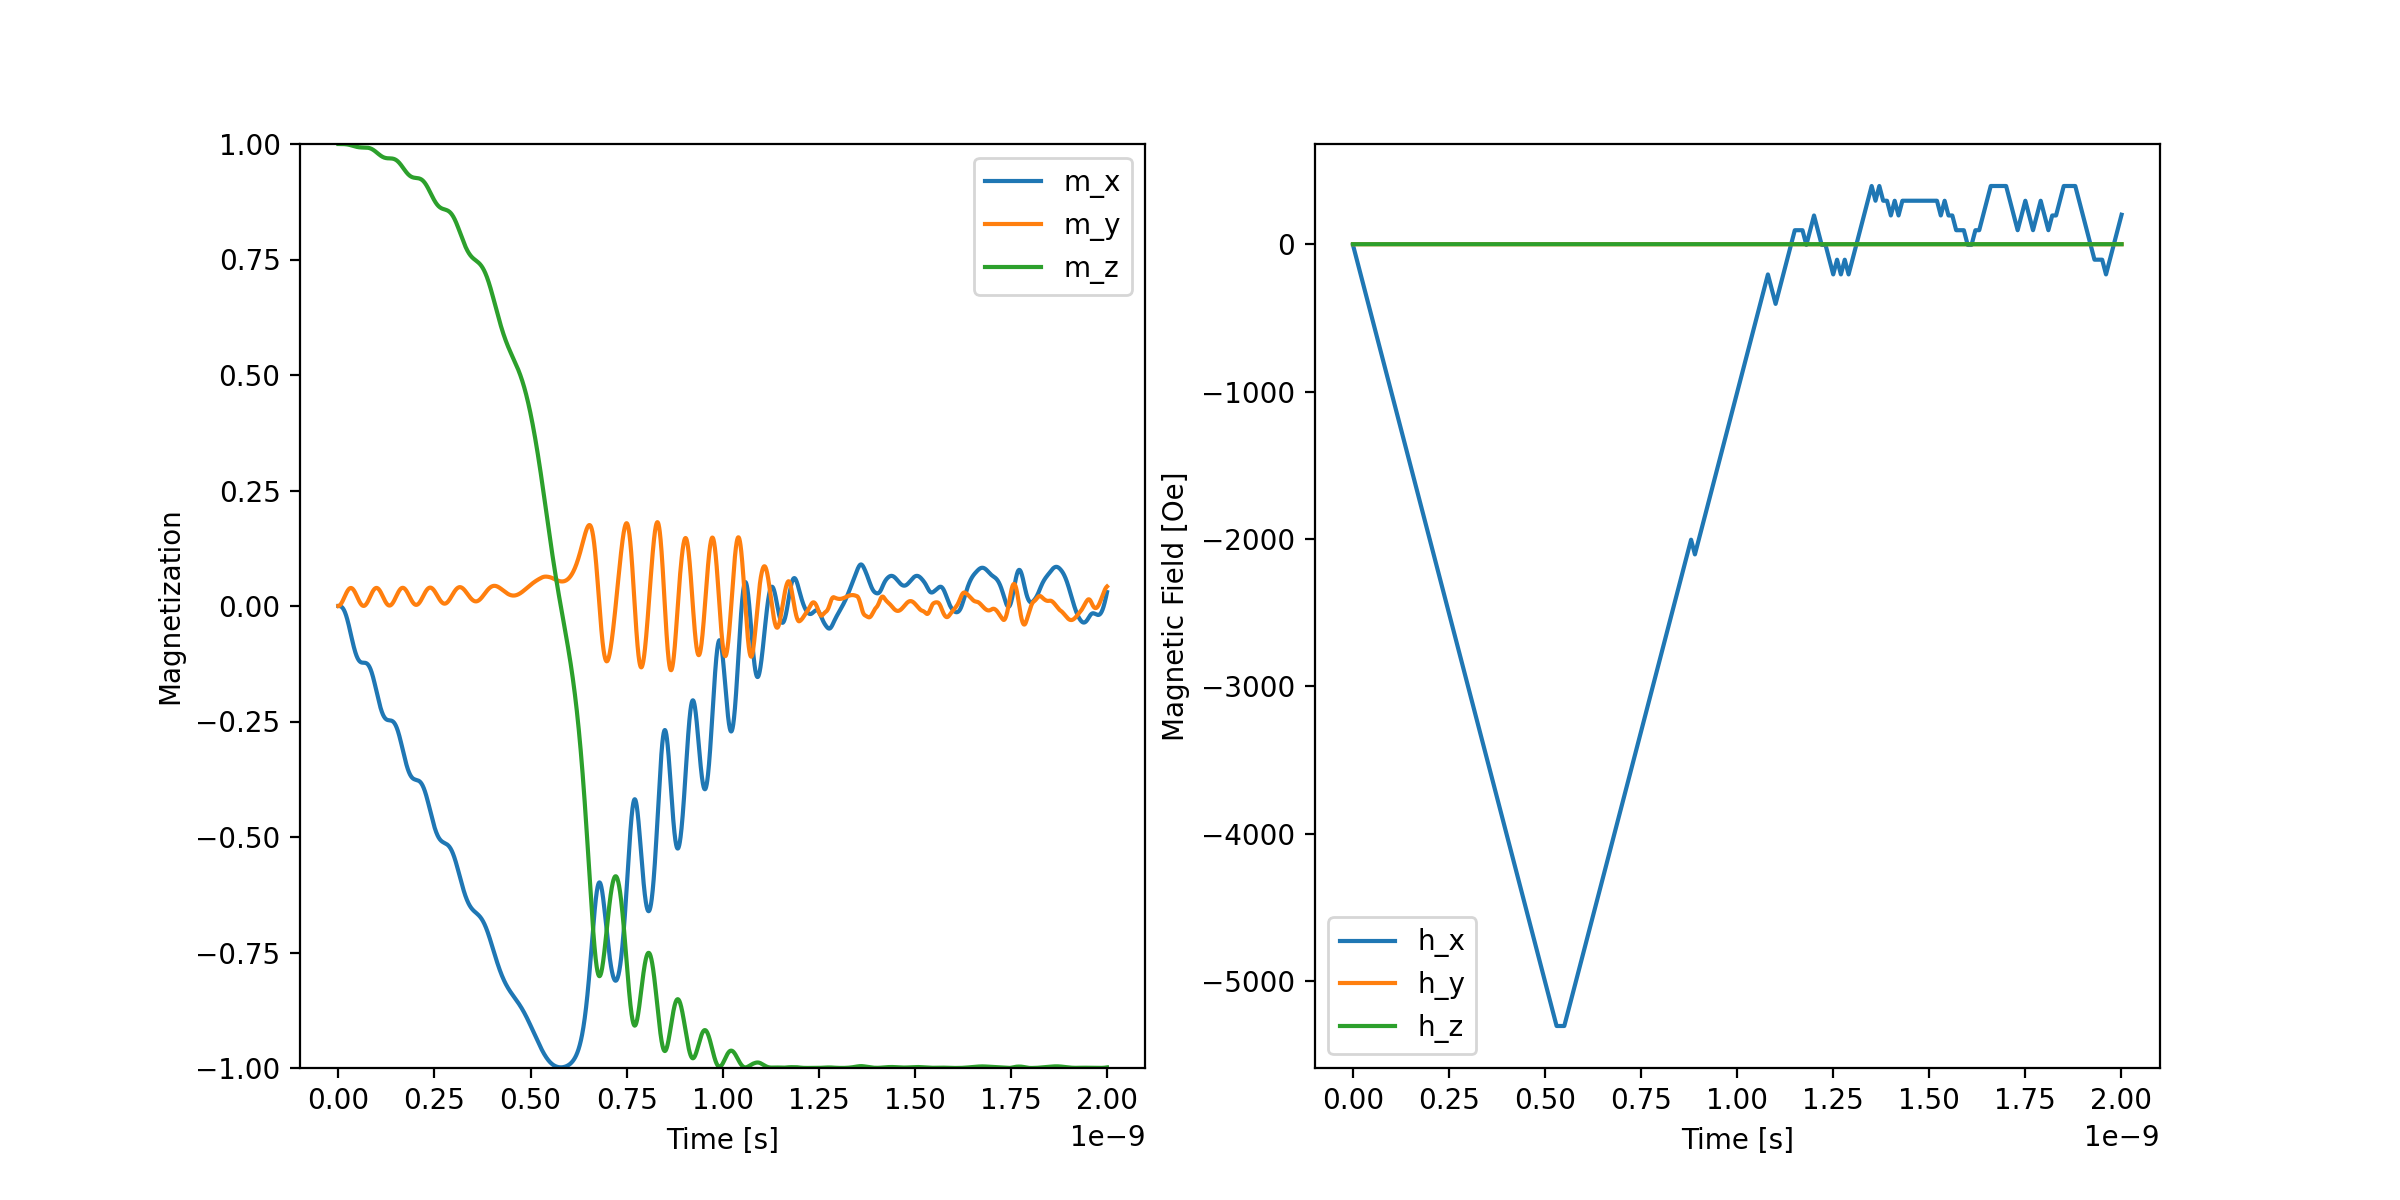 1.00
0.75
0.50
0.25
0.00
−0.25
−0.50
−0.75
−1.00
Magnetization
m_x
m_y
m_z
0.00 0.25 0.50 0.75 1.00 1.25 1.50 1.75 2.00
Time [s]
1e−9
0
−1000
−2000
−3000
−4000
−5000
Magnetic Field [Oe]
h_x
h_y
h_z
0.00 0.25 0.50 0.75 1.00 1.25 1.50 1.75 2.00
Time [s]
1e−9